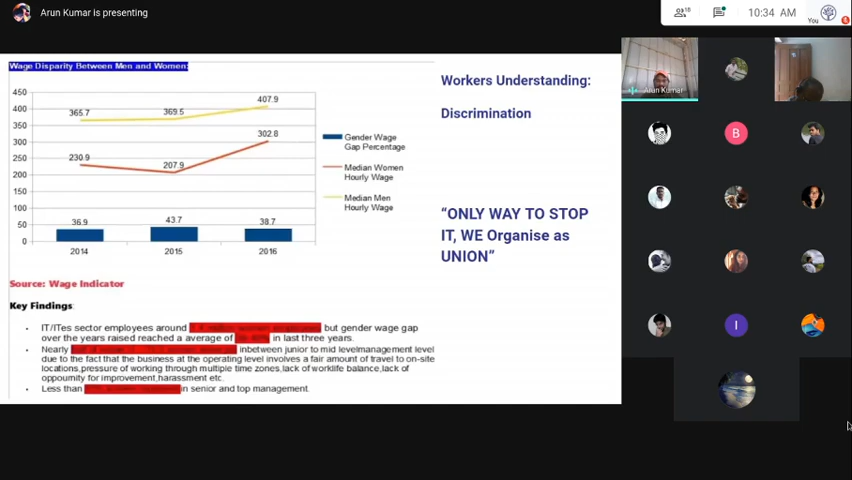 Arun Kumar is presenting
18
10:34 AM
You
Wage Disparity Between Men and Women:
450
400
350
300
250
200
150
100
50
0
365.7
369.5
407.9
230.9
207.9
302.8
36.9
43.7
38.7
2014
2015
2016
Gender Wage
Gap Percentage
Median Women
Hourly Wage
Median Men
Hourly Wage
Source: Wage Indicator
Key Findings:
IT/ITes sector employees around but gender wage gap
over the years raised reached a average of in last three years.
Nearly inbetween junior to mid levelmanagement level
due to the fact that the business at the operating level involves a fair amount of travel to on-site
locations,pressure of working through multiple time zones,lack of worklife balance,lack of
oppournity for improvement,harassment etc.
Less than in senior and top management.
Workers Understanding:
Discrimination
“ONLY WAY TO STOP
IT, WE Organise as
UNION”
Arun Kumar
B
I